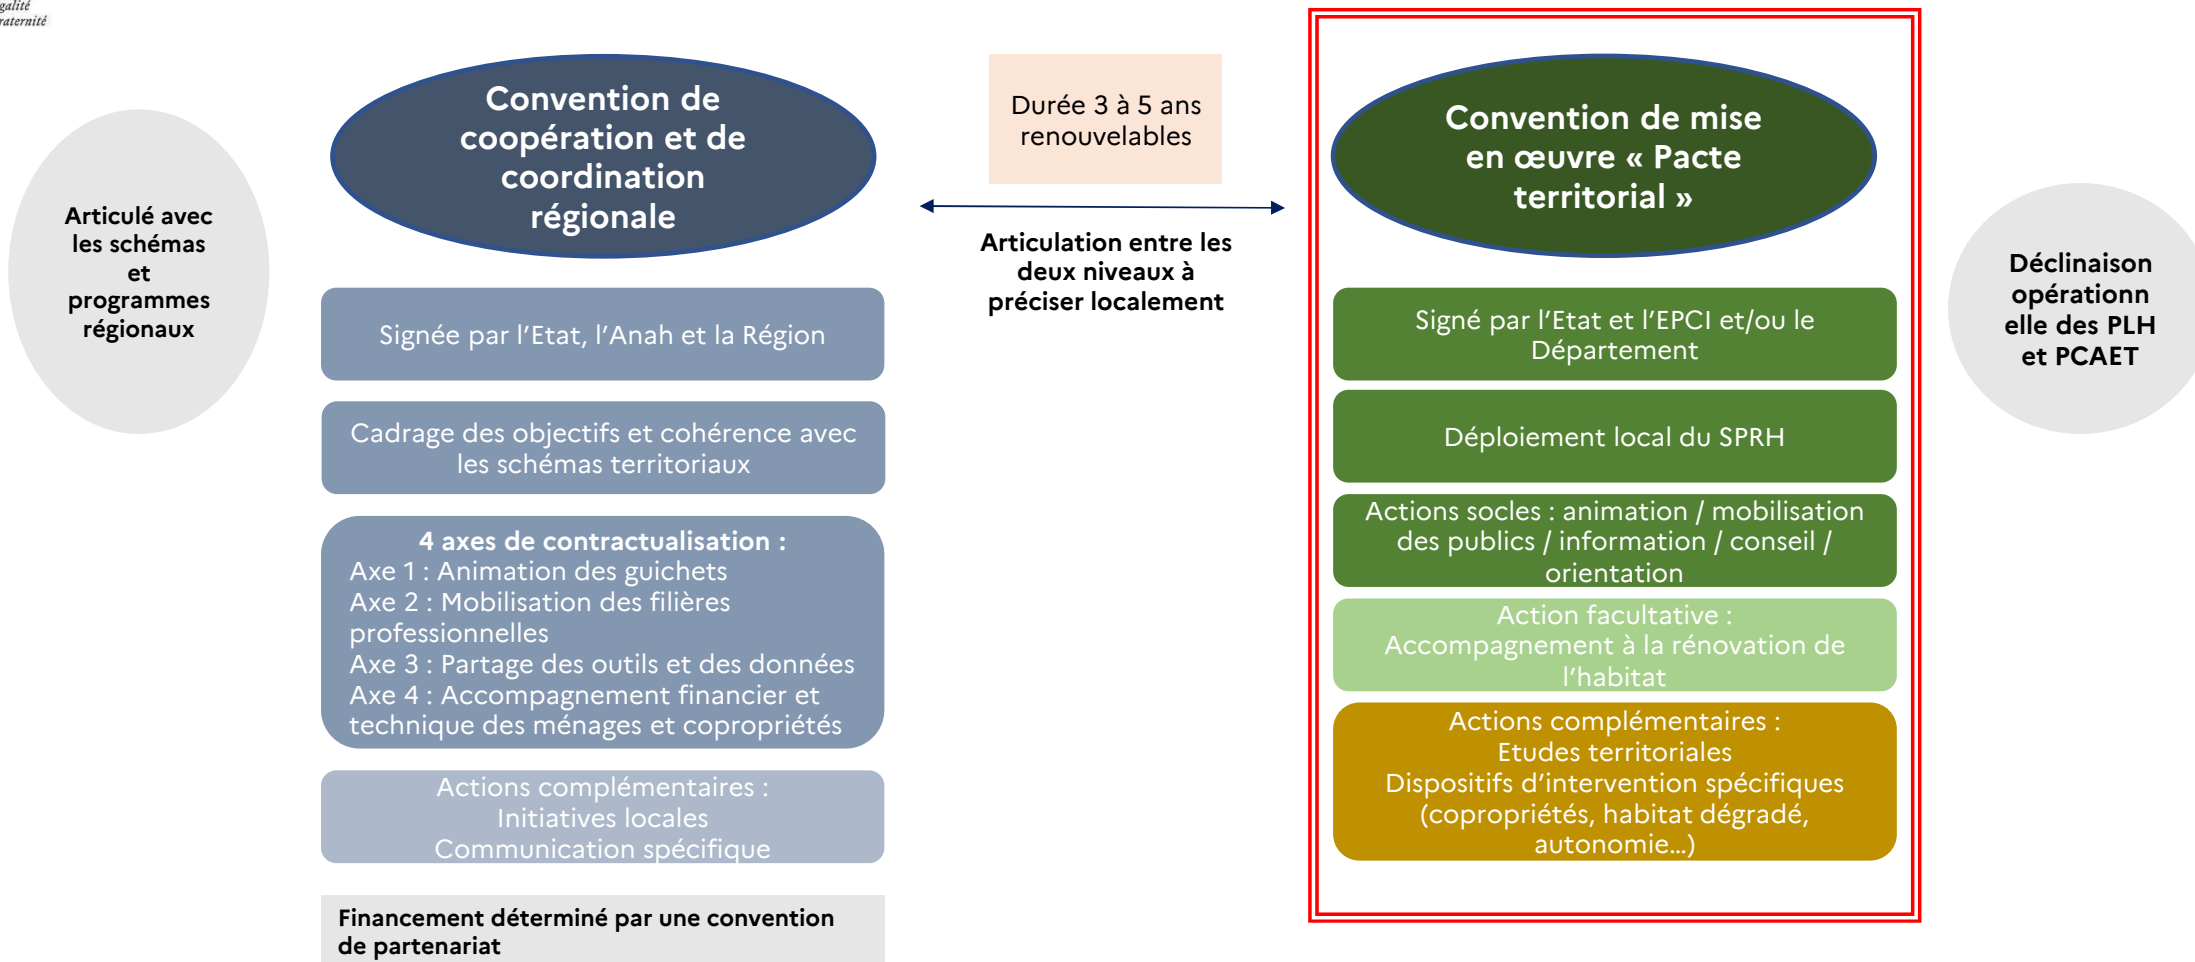 Articulé avec
les schémas
et
programmes
régionaux
Convention de
coopération et de
coordination
régionale
Signée par l'Etat, l'Anah et la Région
Cadrage des objectifs et cohérence avec
les schémas territoriaux
4 axes de contractualisation :
Axe 1 : Animation des guichets
Axe 2 : Mobilisation des filières
professionnelles
Axe 3 : Partage des outils et des données
Axe 4 : Accompagnement financier et
technique des ménages et copropriétés
Actions complémentaires :
Initiatives locales
Communication spécifique
Financement déterminé par une convention
de partenariat
Durée 3 à 5 ans
renouvelables
Articulation entre les
deux niveaux à
préciser localement
Convention de mise
en œuvre « Pacte
territorial »
Signé par l'Etat et l'EPCI et/ou le
Département
Déploiement local du SPRH
Actions socles : animation / mobilisation
des publics / information / conseil /
orientation
Action facultative :
Accompagnement à la rénovation de
l'habitat
Actions complémentaires :
Etudes territoriales
Dispositifs d'intervention spécifiques
(copropriétés, habitat dégradé,
autonomie…)
Déclinaison
opérationn
elle des PLH
et PCAET